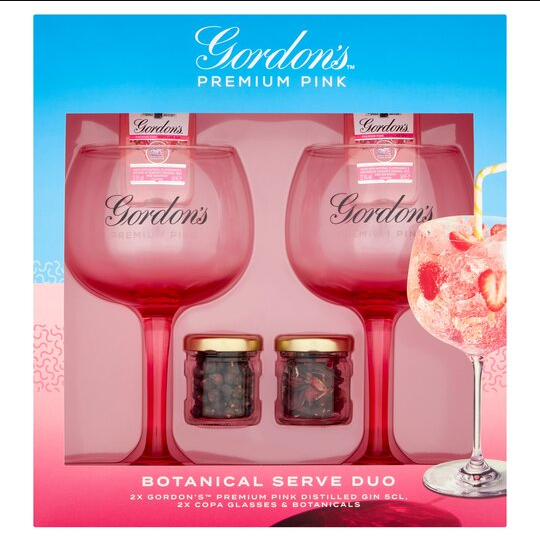 Gordon's™
PREMIUM PINK
Gordon's
Gordon's
Gordon's
PREMIUM PINK
Gordon's
PREMIUM PINK
BOTANICAL SERVE DUO
2X GORDON'S™ PREMIUM PINK DISTILLED GIN 5CL,
2X COPA GLASSES & BOTANICALS